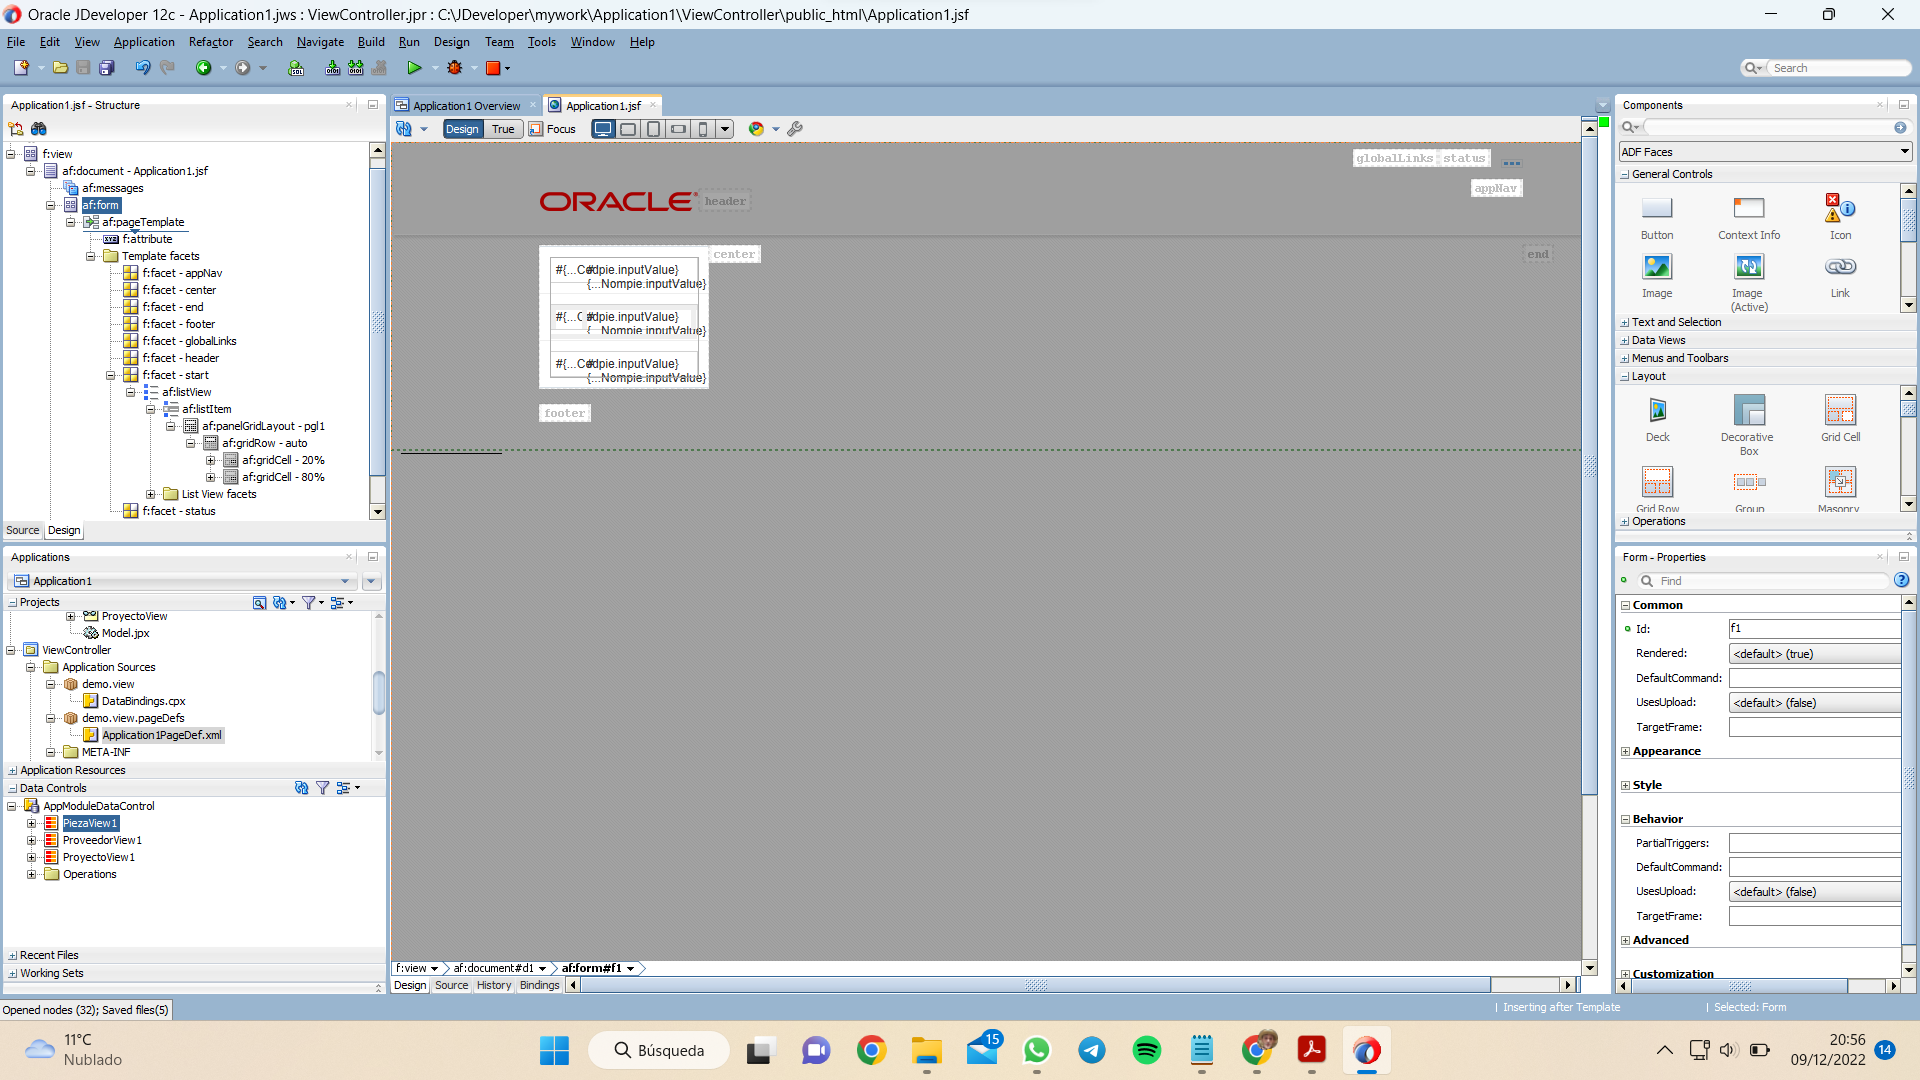 Oracle JDeveloper 12c - Application1.jws : ViewController.jpr : C:\JDeveloper\mywork\Application1\ViewController\public_html\Application1.jsf
File Edit View Application Refactor Search Navigate Build Run Design Team Tools Window Help
Search
Application1.jsf - Structure
f:view
af:document - Application1.jsf
af:messages
af:form
af:pageTemplate
f:attribute
Template facets
f:facet - appNav
f:facet - center
f:facet - end
f:facet - footer
f:facet - globalLinks
f:facet - header
f:facet - start
af:listView
af:listItem
af:panelGridLayout - pgl1
af:gridRow - auto
af:gridCell - 20%
af:gridCell - 80%
List View facets
f:facet - status
Source Design
Applications
Application1
Projects
ProyectoView
Model.jpx
ViewController
Application Sources
demo.view
DataBindings.cpx
demo.view.pageDefs
Application1PageDef.xml
META-INF
Application Resources
Data Controls
AppModuleDataControl
PiezaView1
ProveedorView1
ProyectoView1
Operations
Recent Files
Working Sets
Application1 Overview Application1.jsf
Design True Focus
globalLinks status
appNav
ORACLE header
center end
#{...Codpie.inputValue}
#{...Nompie.inputValue}
#{...Codpie.inputValue}
#{...Nompie.inputValue}
#{...Codpie.inputValue}
#{...Nompie.inputValue}
footer
f:view af:document#d1 af:form#f1
Design Source History Bindings
Components
ADF Faces
General Controls
Button Context Info Icon
Image Image (Active) Link
Text and Selection
Data Views
Menus and Toolbars
Layout
Deck Decorative Box Grid Cell
Grid Row Group Masonry
Operations
Form - Properties
Find
Common
Id: f1
Rendered: <default> (true)
DefaultCommand:
UsesUpload: <default> (false)
TargetFrame:
Appearance
Style
Behavior
PartialTriggers:
DefaultCommand:
UsesUpload: <default> (false)
TargetFrame:
Advanced
Customization
Opened nodes (32); Saved files(5)
Inserting after Template
Selected: Form
11°C
Nublado
Búsqueda
15
20:56
09/12/2022
14